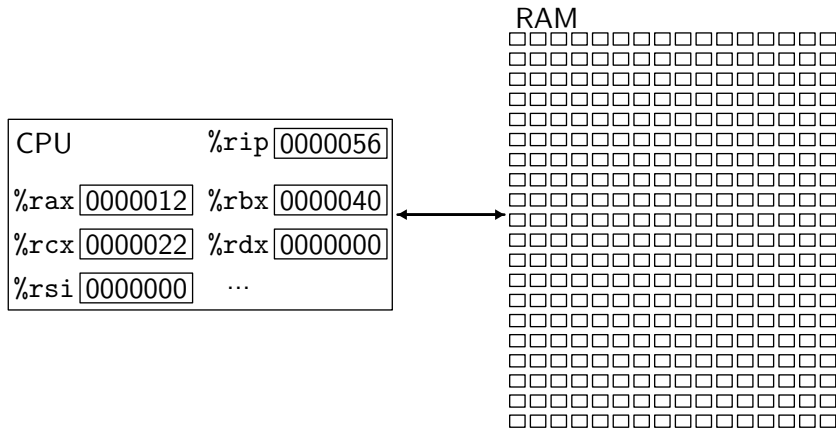 RAM
CPU %rip 0000056
%rax 0000012 %rbx 0000040
%rcx 0000022 %rdx 0000000
%rsi 0000000 ...